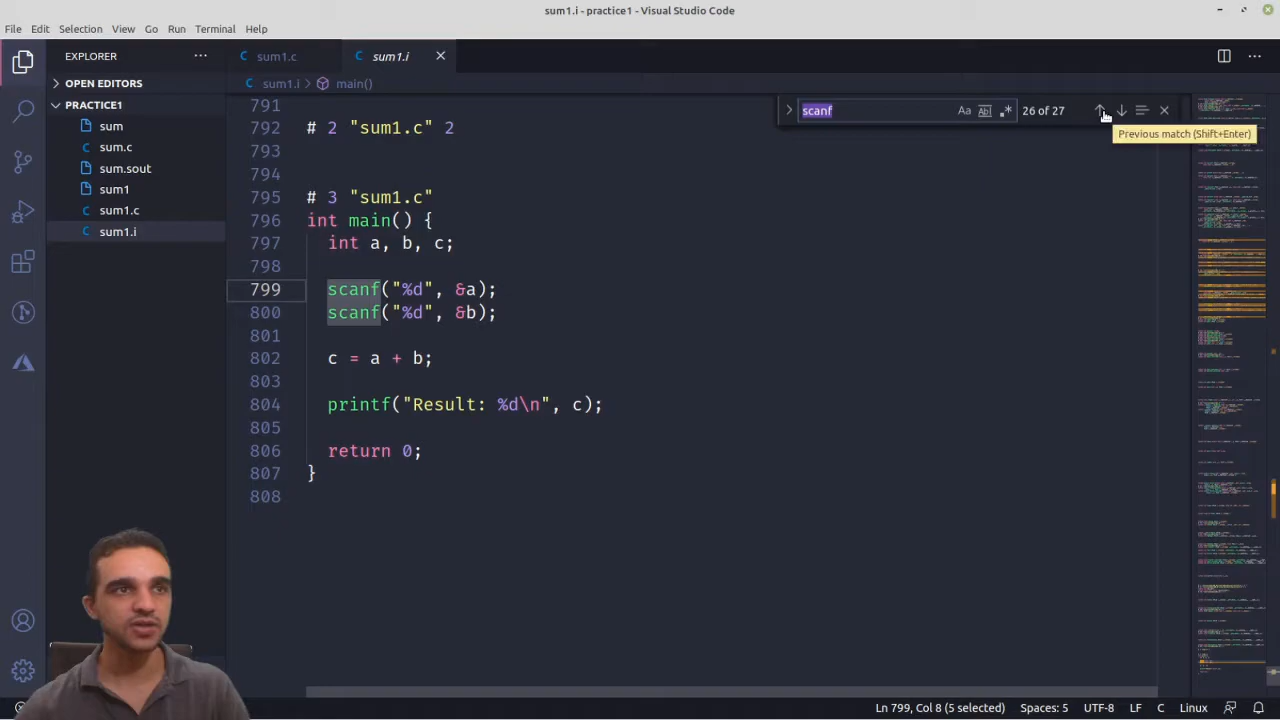 sum1.i - practice1 - Visual Studio Code
File Edit Selection View Go Run Terminal Help
EXPLORER
sum1.c
sum1.i
OPEN EDITORS
sum1.i > main()
PRACTICE1
sum
sum.c
sum.sout
sum1
sum1.c
sum1.i
scanf
Aa
Abl
26 of 27
Previous match (Shift+Enter)
791
792 # 2 "sum1.c" 2
793
794
795 # 3 "sum1.c"
796 int main() {
797 int a, b, c;
798
799 scanf("%d", &a);
800 scanf("%d", &b);
801
802 c = a + b;
803
804 printf("Result: %d\n", c);
805
806 return 0;
807 }
808
Ln 799, Col 8 (5 selected) Spaces: 5 UTF-8 LF C Linux